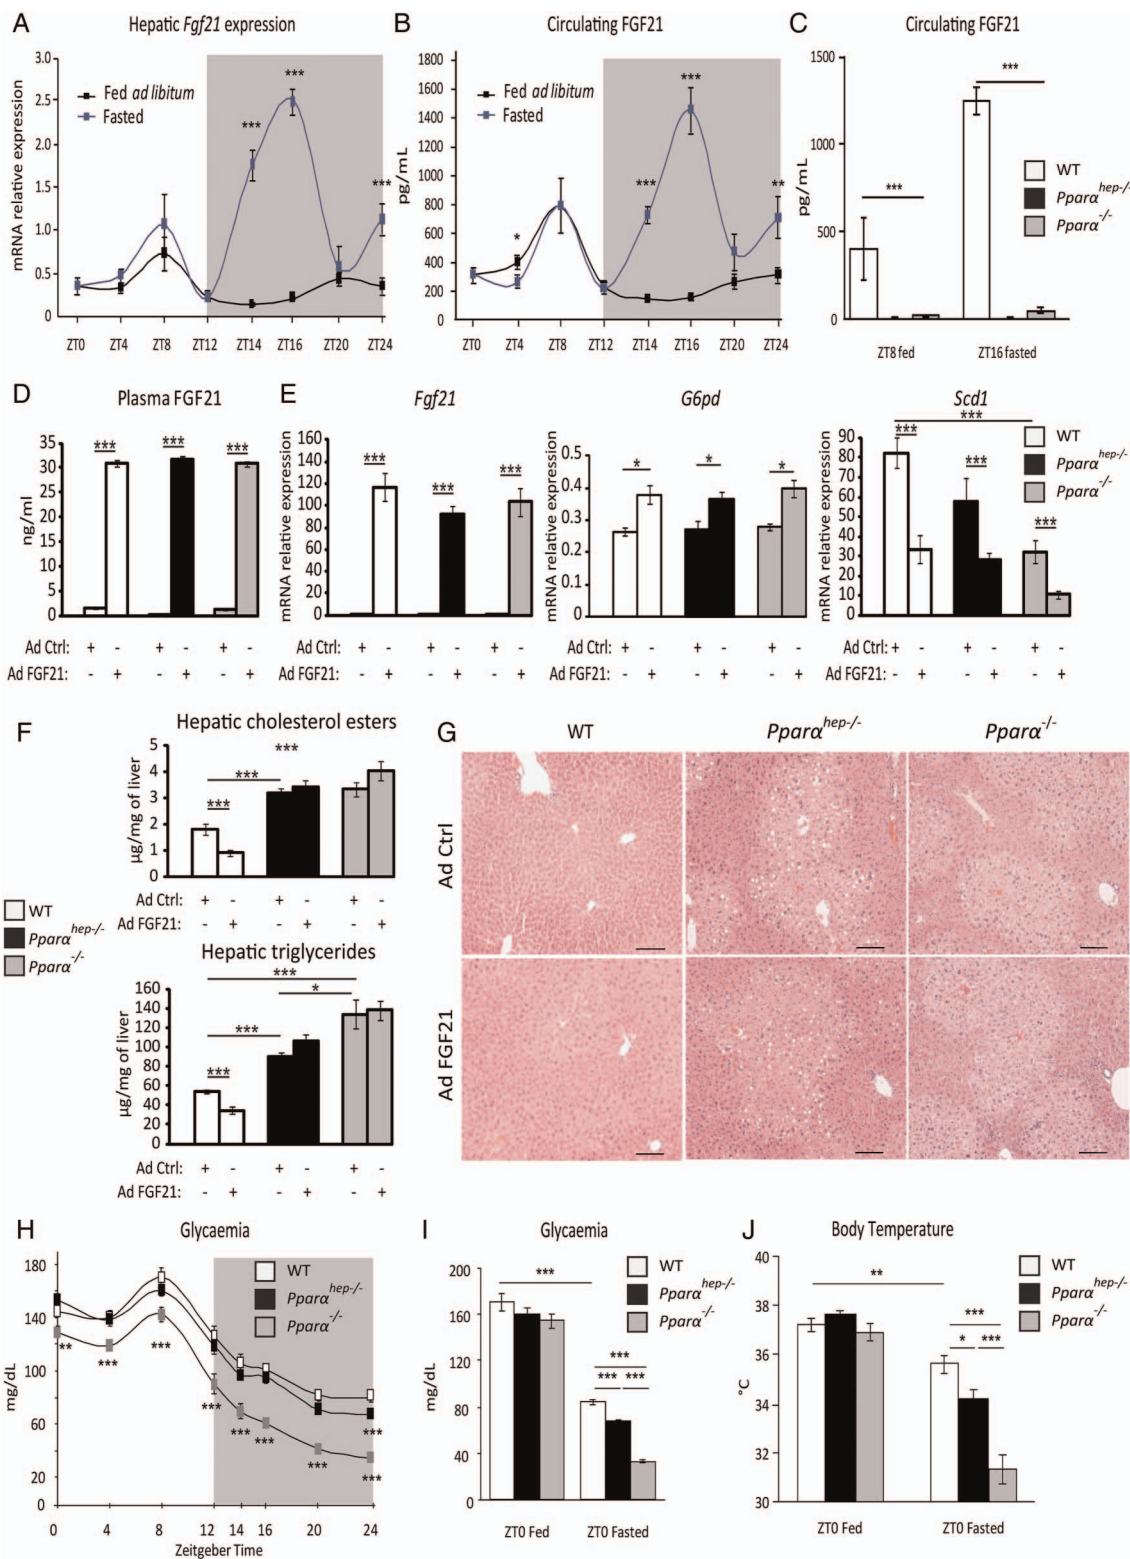 A Hepatic Fgf21 expression
mRNA relative expression
3.0
2.5
2.0
1.5
1.0
0.5
0
Fed ad libitum
Fasted
***
***
***
ZT0 ZT4 ZT8 ZT12 ZT14 ZT16 ZT20 ZT24
B Circulating FGF21
pg/mL
1800
1600
1400
1200
1000
800
600
400
200
0
Fed ad libitum
Fasted
*
***
***
**
ZT0 ZT4 ZT8 ZT12 ZT14 ZT16 ZT20 ZT24
C Circulating FGF21
pg/mL
1500
1000
500
0
***
***
WT
Pparα hep-/-
Pparα -/-
ZT8 fed ZT16 fasted
D Plasma FGF21
ng/ml
35
30
25
20
15
10
5
0
*** *** ***
Ad Ctrl: + - + - + -
Ad FGF21: - + - + - +
E Fgf21
mRNA relative expression
160
140
120
100
80
60
40
20
0
*** *** ***
Ad Ctrl: + - + - + -
Ad FGF21: - + - + - +
G6pd
mRNA relative expression
0.5
0.4
0.3
0.2
0.1
0
* * *
+ - + - + -
- + - + - +
Scd1
mRNA relative expression
90
80
70
60
50
40
30
20
10
0
***
*** *** ***
WT
Pparα hep-/-
Pparα -/-
+ - + - + -
- + - + - +
F Hepatic cholesterol esters
µg/mg of liver
5
4
3
2
1
0
***
***
***
Ad Ctrl: + - + - + -
Ad FGF21: - + - + - +
WT
Pparα hep-/-
Pparα -/-
Hepatic triglycerides
µg/mg of liver
160
140
120
100
80
60
40
20
0
***
*
***
***
Ad Ctrl: + - + - + -
Ad FGF21: - + - + - +
G WT Pparα hep-/- Pparα -/-
Ad Ctrl
Ad FGF21
H Glycaemia
mg/dL
180
140
100
60
20
0
WT
Pparα hep-/-
Pparα -/-
** *** *** *** *** *** *** *** ***
0 4 8 12 14 16 20 24
Zeitgeber Time
I Glycaemia
mg/dL
200
160
120
80
40
0
***
***
*** ***
WT
Pparα hep-/-
Pparα -/-
ZT0 Fed ZT0 Fasted
J Body Temperature
°C
40
38
37
36
34
32
31
30
**
***
* ***
WT
Pparα hep-/-
Pparα -/-
ZT0 Fed ZT0 Fasted